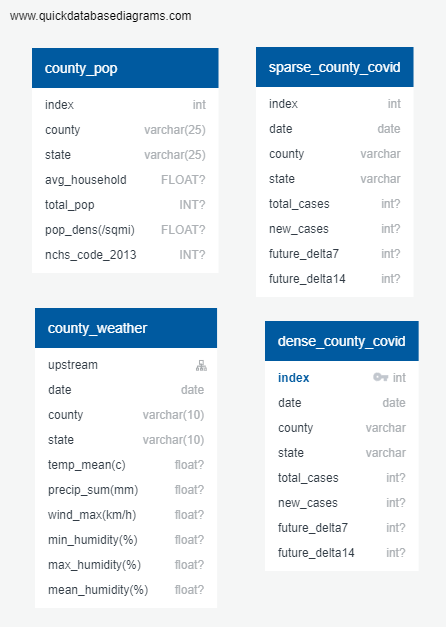 www.quickdatabasediagrams.com
county_pop
index int
county varchar(25)
state varchar(25)
avg_household FLOAT?
total_pop INT?
pop_dens(/sqmi) FLOAT?
nchs_code_2013 INT?
sparse_county_covid
index int
date date
county varchar
state varchar
total_cases int?
new_cases int?
future_delta7 int?
future_delta14 int?
county_weather
upstream
date date
county varchar(10)
state varchar(10)
temp_mean(c) float?
precip_sum(mm) float?
wind_max(km/h) float?
min_humidity(%) float?
max_humidity(%) float?
mean_humidity(%) float?
dense_county_covid
index int
date date
county varchar
state varchar
total_cases int?
new_cases int?
future_delta7 int?
future_delta14 int?